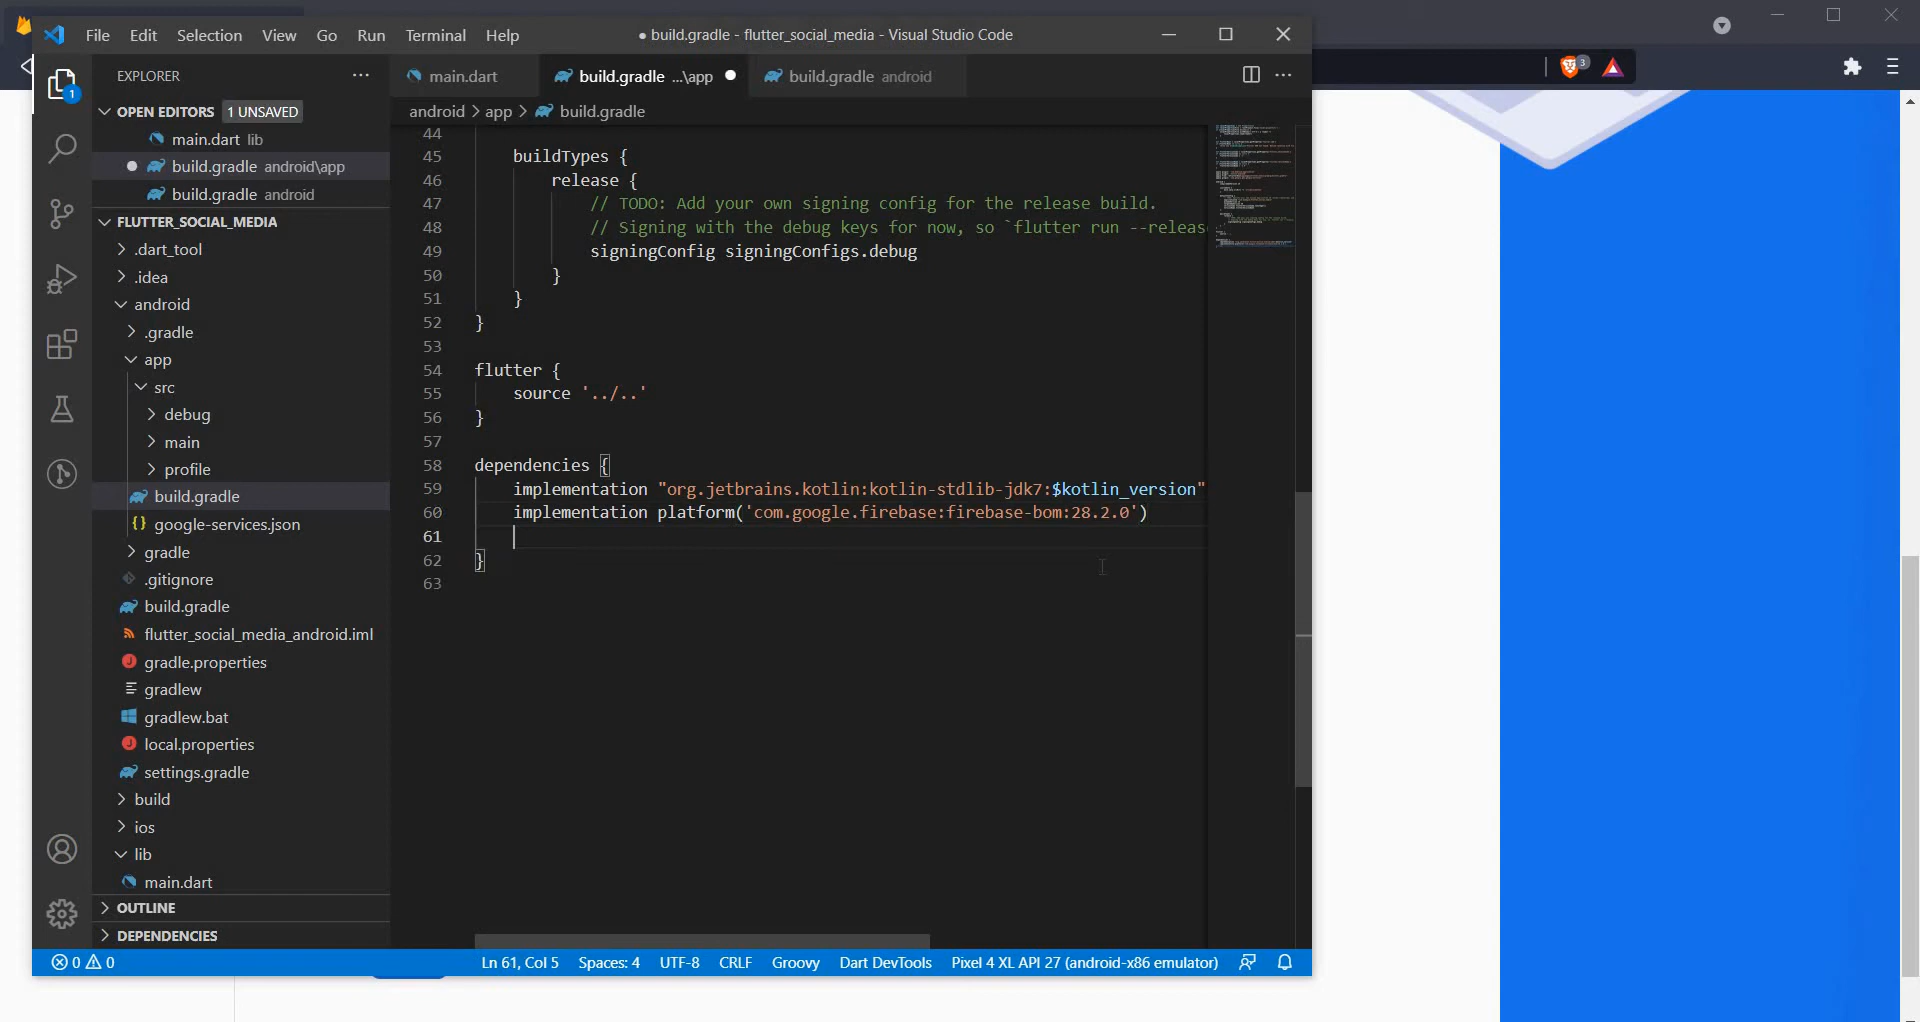 File Edit Selection View Go Run Terminal Help
● build.gradle - flutter_social_media - Visual Studio Code
3
1
EXPLORER
main.dart
build.gradle ...\app
build.gradle android
OPEN EDITORS 1 UNSAVED
android > app > build.gradle
main.dart lib
build.gradle android\app
build.gradle android
FLUTTER_SOCIAL_MEDIA
.dart_tool
.idea
android
.gradle
app
src
debug
main
profile
build.gradle
google-services.json
gradle
.gitignore
build.gradle
flutter_social_media_android.iml
gradle.properties
gradlew
gradlew.bat
local.properties
settings.gradle
build
ios
lib
main.dart
OUTLINE
DEPENDENCIES
44
45 buildTypes {
46 release {
47 // TODO: Add your own signing config for the release build.
48 // Signing with the debug keys for now, so `flutter run --releas
49 signingConfig signingConfigs.debug
50 }
51 }
52 }
53
54 flutter {
55 source '../..'
56 }
57
58 dependencies {
59 implementation "org.jetbrains.kotlin:kotlin-stdlib-jdk7:$kotlin_version"
60 implementation platform('com.google.firebase:firebase-bom:28.2.0')
61
62 }
63
0 0 Ln 61, Col 5 Spaces: 4 UTF-8 CRLF Groovy Dart DevTools Pixel 4 XL API 27 (android-x86 emulator)